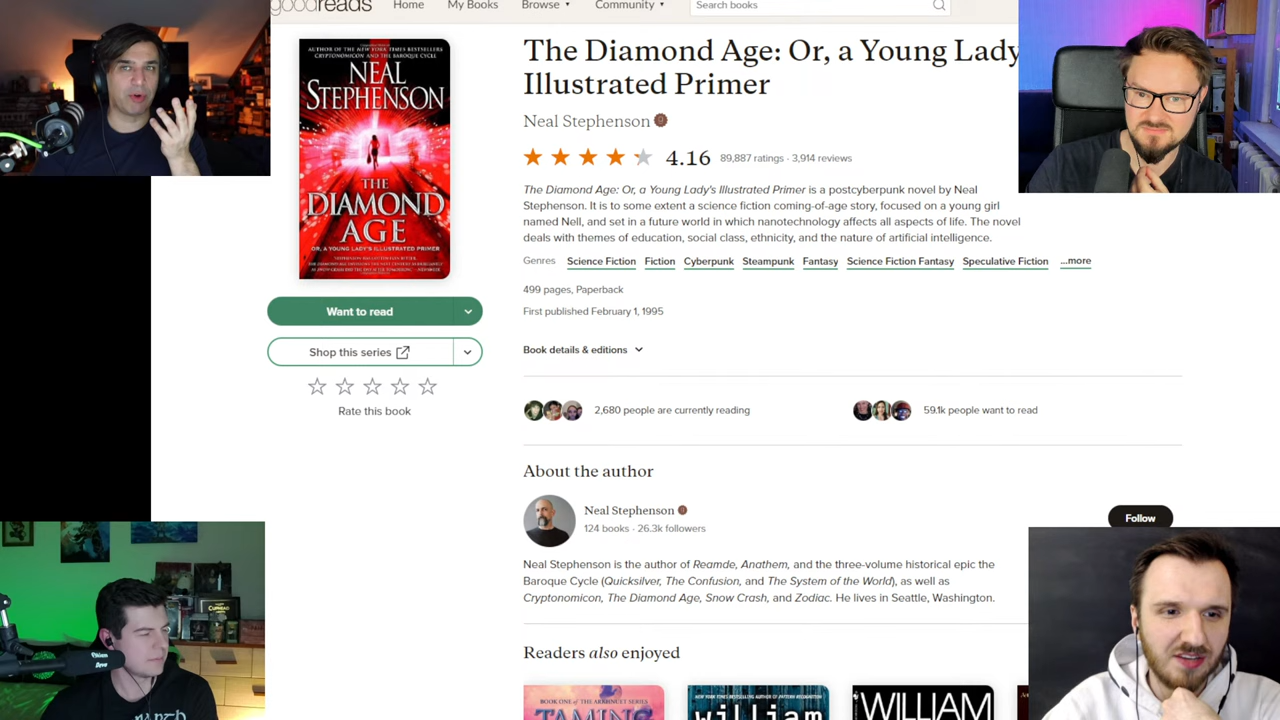 goodreads
Home
My Books
Browse
Community
Search books
AUTHOR OF THE NEW YORK TIMES BESTSELLERS
CRYPTONOMICON AND THE BAROQUE CYCLE
NEAL
STEPHENSON
THE
DIAMOND
AGE
OR, A YOUNG LADY'S ILLUSTRATED PRIMER
Want to read
Shop this series
Rate this book
The Diamond Age: Or, a Young Lady
Illustrated Primer
Neal Stephenson
4.16 89,887 ratings · 3,914 reviews
The Diamond Age: Or, a Young Lady's Illustrated Primer is a postcyberpunk novel by Neal
Stephenson. It is to some extent a science fiction coming-of-age story, focused on a young girl
named Nell, and set in a future world in which nanotechnology affects all aspects of life. The novel
deals with themes of education, social class, ethnicity, and the nature of artificial intelligence.
Genres Science Fiction Fiction Cyberpunk Steampunk Fantasy Science Fiction Fantasy Speculative Fiction ...more
499 pages, Paperback
First published February 1, 1995
Book details & editions
2,680 people are currently reading
59.1k people want to read
About the author
Neal Stephenson
124 books · 26.3k followers
Follow
Neal Stephenson is the author of Reamde, Anathem, and the three-volume historical epic the
Baroque Cycle (Quicksilver, The Confusion, and The System of the World), as well as
Cryptonomicon, The Diamond Age, Snow Crash, and Zodiac. He lives in Seattle, Washington.
Readers also enjoyed
BOOK ONE OF THE ARBINGER SERIES
TAMING
william
WILLIAM
CUPHEAD